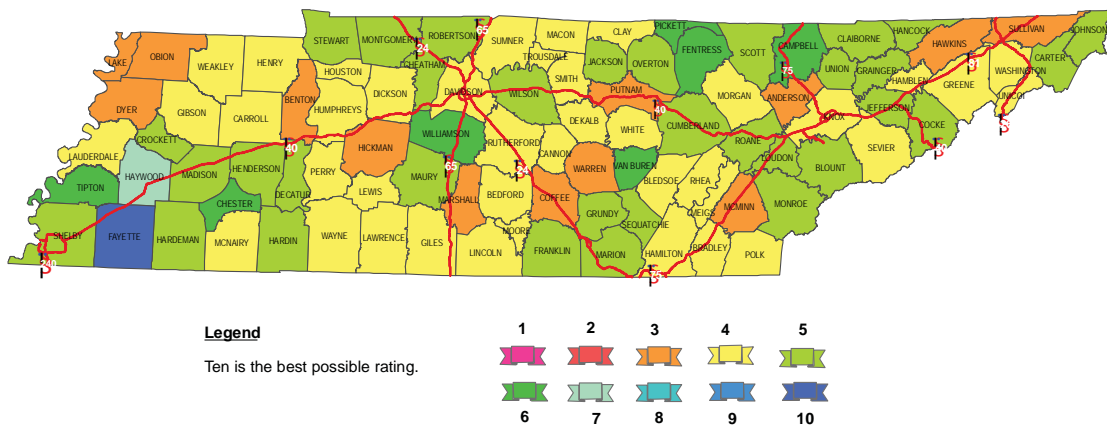 STEWART
MONTGOMERY
ROBERTSON
SUMNER
MACON
CLAY
PICKETT
FENTRESS
SCOTT
CAMPBELL
CLAIBORNE
HANCOCK
HAWKINS
SULLIVAN
JOHNSON
LAKE
OBION
WEAKLEY
HENRY
HOUSTON
CHEATHAM
TROUSDALE
SMITH
JACKSON
OVERTON
UNION
GRAINGER
HAMBLEN
GREENE
WASHINGTON
CARTER
UNICOI
DYER
GIBSON
CARROLL
BENTON
HUMPHREYS
DICKSON
DAVIDSON
WILSON
DEKALB
PUTNAM
WHITE
CUMBERLAND
MORGAN
ANDERSON
KNOX
JEFFERSON
COCKE
SEVIER
LAUDERDALE
CROCKETT
HAYWOOD
MADISON
HENDERSON
DECATUR
PERRY
HICKMAN
LEWIS
WILLIAMSON
MAURY
RUTHERFORD
CANNON
WARREN
VAN BUREN
BLEDSOE
RHEA
ROANE
LOUDON
BLOUNT
MONROE
TIPTON
CHESTER
MARSHALL
BEDFORD
COFFEE
GRUNDY
SEQUATCHIE
MEIGS
MCMINN
SHELBY
FAYETTE
HARDEMAN
MCNAIRY
HARDIN
WAYNE
LAWRENCE
GILES
LINCOLN
MOORE
FRANKLIN
MARION
HAMILTON
BRADLEY
POLK
24
65
75
81
40
40
65
24
240
75
Legend
Ten is the best possible rating.
1 2 3 4 5
6 7 8 9 10